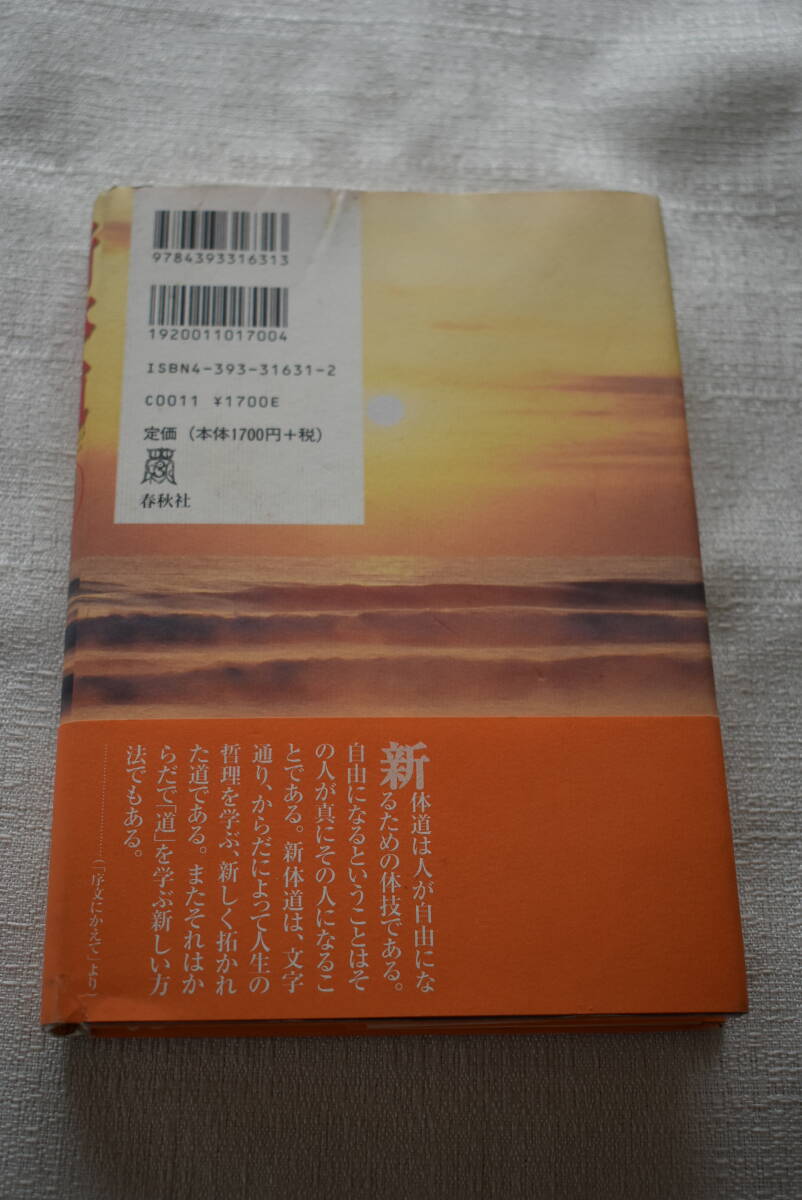 9784393316313
1920011017004
ISBN4-393-31631-2
C0011 ¥1700E
定価（本体1700円＋税）
春秋社
新体道は人が自由にな
るための体技である。
自由になるということはそ
の人が真にその人になるこ
とである。新体道は、文字
通り、からだによって人生の
哲理を学ぶ、新しく拓かれ
た道である。またそれはか
らだで「道」を学ぶ新しい方
法でもある。
（「序文にかえて」より）